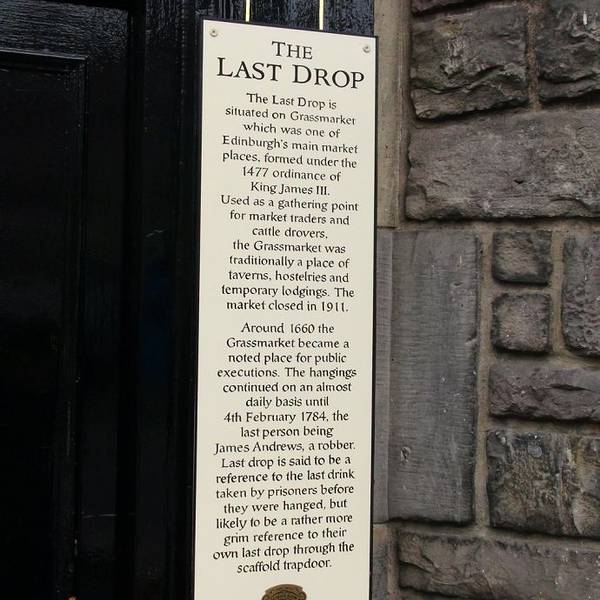 THE
LAST DROP
The Last Drop is
situated on Grassmarket
which was one of
Edinburgh's main market
places, formed under the
1477 ordinance of
King James III.
Used as a gathering point
for market traders and
cattle drovers,
the Grassmarket was
traditionally a place of
taverns, hostelries and
temporary lodgings. The
market closed in 1911.
Around 1660 the
Grassmarket became a
noted place for public
executions. The hangings
continued on an almost
daily basis until
4th February 1784, the
last person being
James Andrews, a robber.
Last drop is said to be a
reference to the last drink
taken by prisoners before
they were hanged, but
likely to be a rather more
grim reference to their
own last drop through the
scaffold trapdoor.